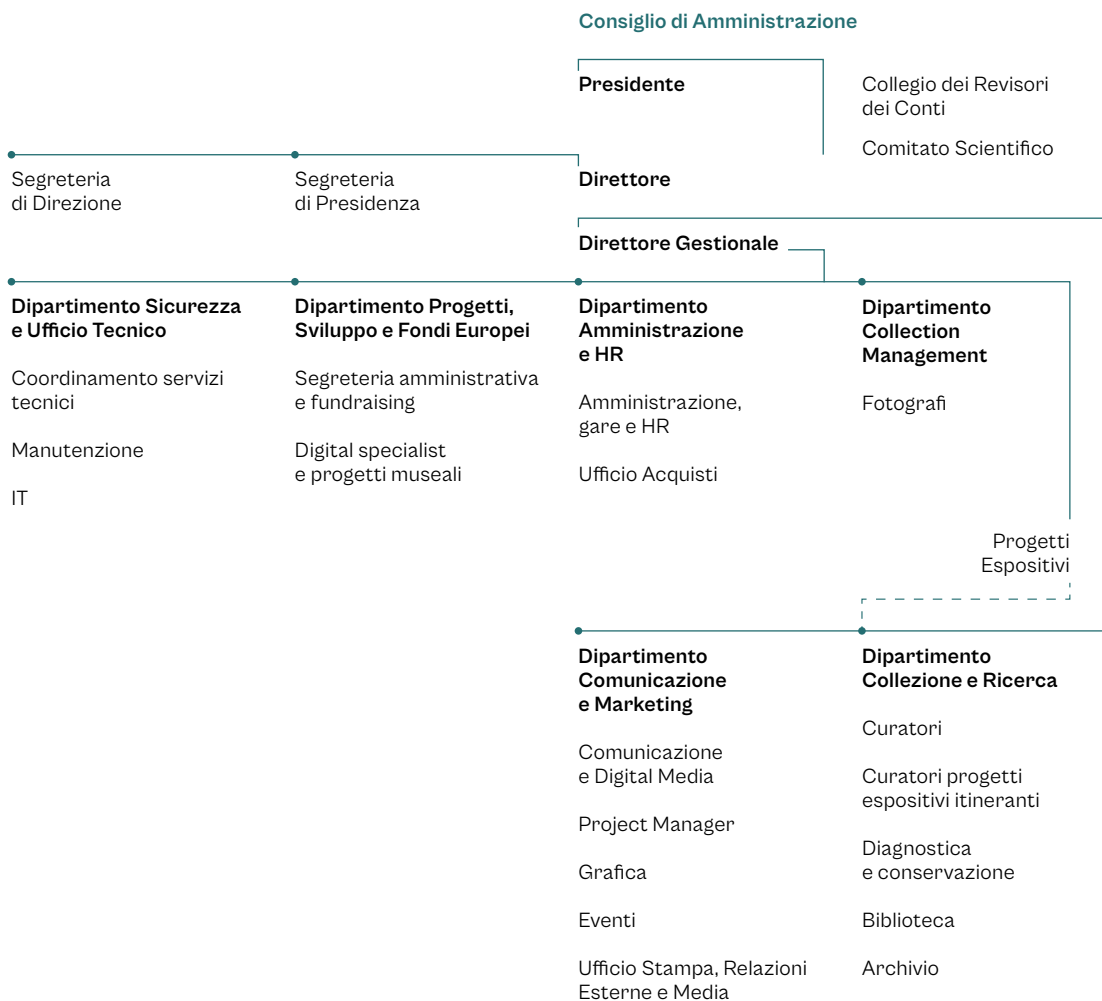 Consiglio di Amministrazione
Presidente
Collegio dei Revisori
dei Conti
Comitato Scientifico
Segreteria
di Direzione
Segreteria
di Presidenza
Direttore
Direttore Gestionale
Dipartimento Sicurezza
e Ufficio Tecnico
Coordinamento servizi
tecnici
Manutenzione
IT
Dipartimento Progetti,
Sviluppo e Fondi Europei
Segreteria amministrativa
e fundraising
Digital specialist
e progetti museali
Dipartimento
Amministrazione
e HR
Amministrazione,
gare e HR
Ufficio Acquisti
Dipartimento
Collection
Management
Fotografi
Progetti
Espositivi
Dipartimento
Comunicazione
e Marketing
Comunicazione
e Digital Media
Project Manager
Grafica
Eventi
Ufficio Stampa, Relazioni
Esterne e Media
Dipartimento
Collezione e Ricerca
Curatori
Curatori progetti
espositivi itineranti
Diagnostica
e conservazione
Biblioteca
Archivio